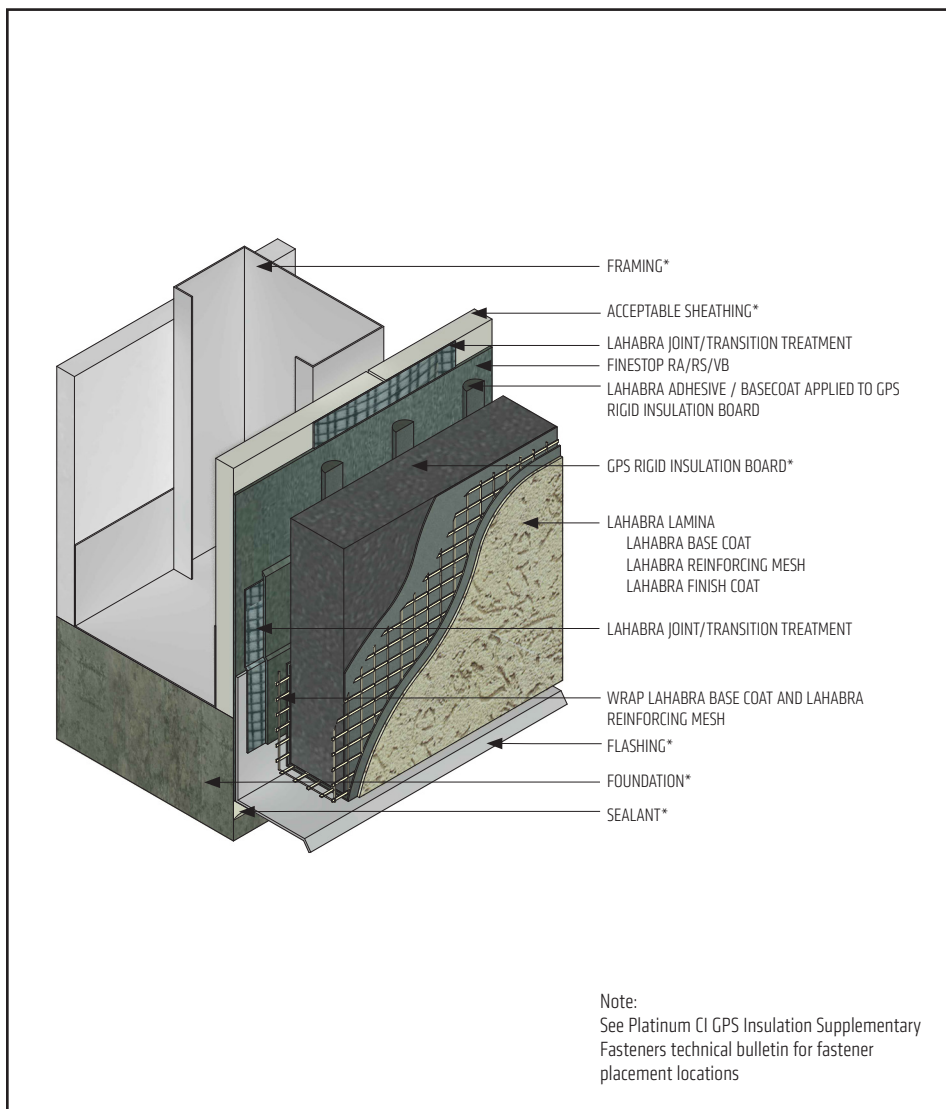 FRAMING*
ACCEPTABLE SHEATHING*
LAHABRA JOINT/TRANSITION TREATMENT
FINESTOP RA/RS/VB
LAHABRA ADHESIVE / BASECOAT APPLIED TO GPS
RIGID INSULATION BOARD
GPS RIGID INSULATION BOARD*
LAHABRA LAMINA
LAHABRA BASE COAT
LAHABRA REINFORCING MESH
LAHABRA FINISH COAT
LAHABRA JOINT/TRANSITION TREATMENT
WRAP LAHABRA BASE COAT AND LAHABRA
REINFORCING MESH
FLASHING*
FOUNDATION*
SEALANT*
Note:
See Platinum CI GPS Insulation Supplementary
Fasteners technical bulletin for fastener
placement locations